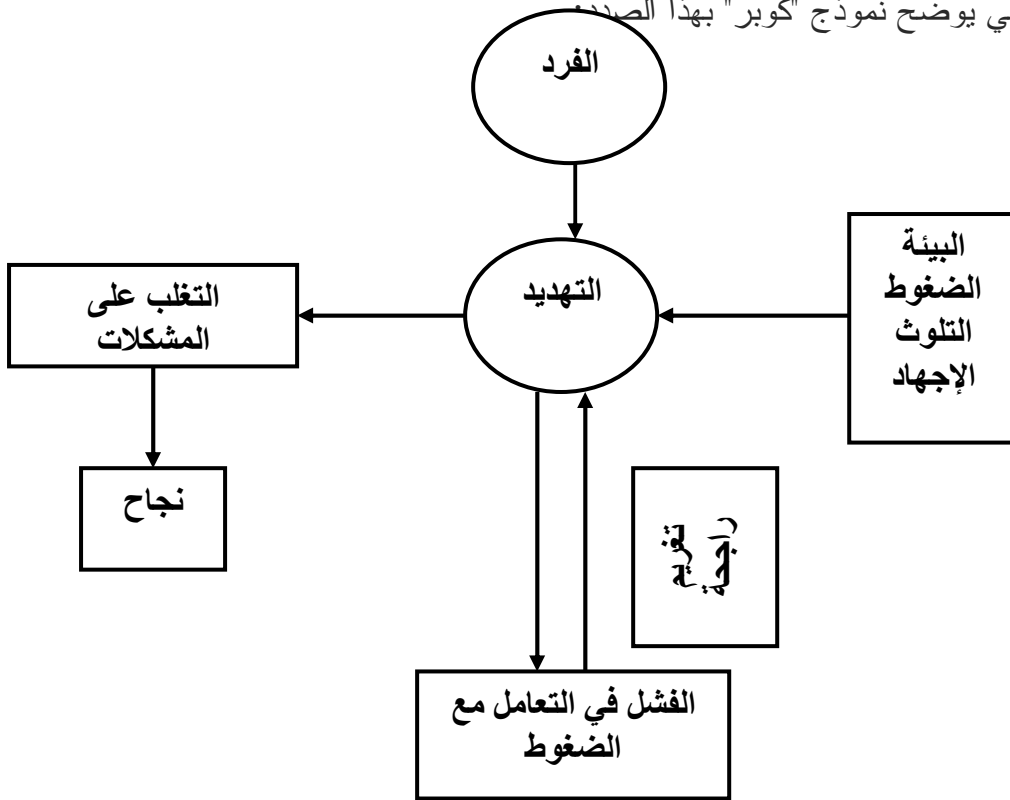 ي يوضح نموذج "كوبر" بهذا الصدد:
الفرد
البيئة
الضغوط
التلوث
الإجهاد
التهديد
التغلب على
المشكلات
نجاح
راجعة
الفشل في التعامل مع
الضغوط